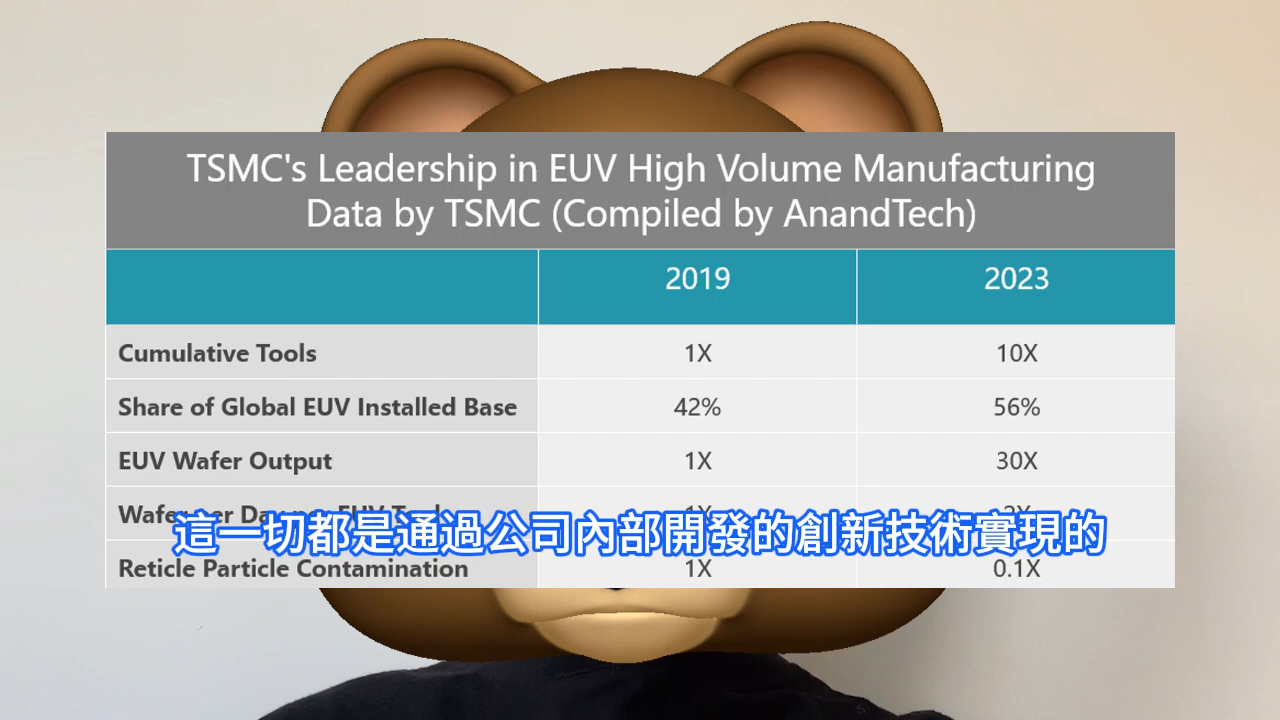 TSMC's Leadership in EUV High Volume Manufacturing
Data by TSMC (Compiled by AnandTech)
2019 2023
Cumulative Tools 1X 10X
Share of Global EUV Installed Base 42% 56%
EUV Wafer Output 1X 30X
這一切都是通過公司內部開發的創新技術實現的
Reticle Particle Contamination 1X 0.1X